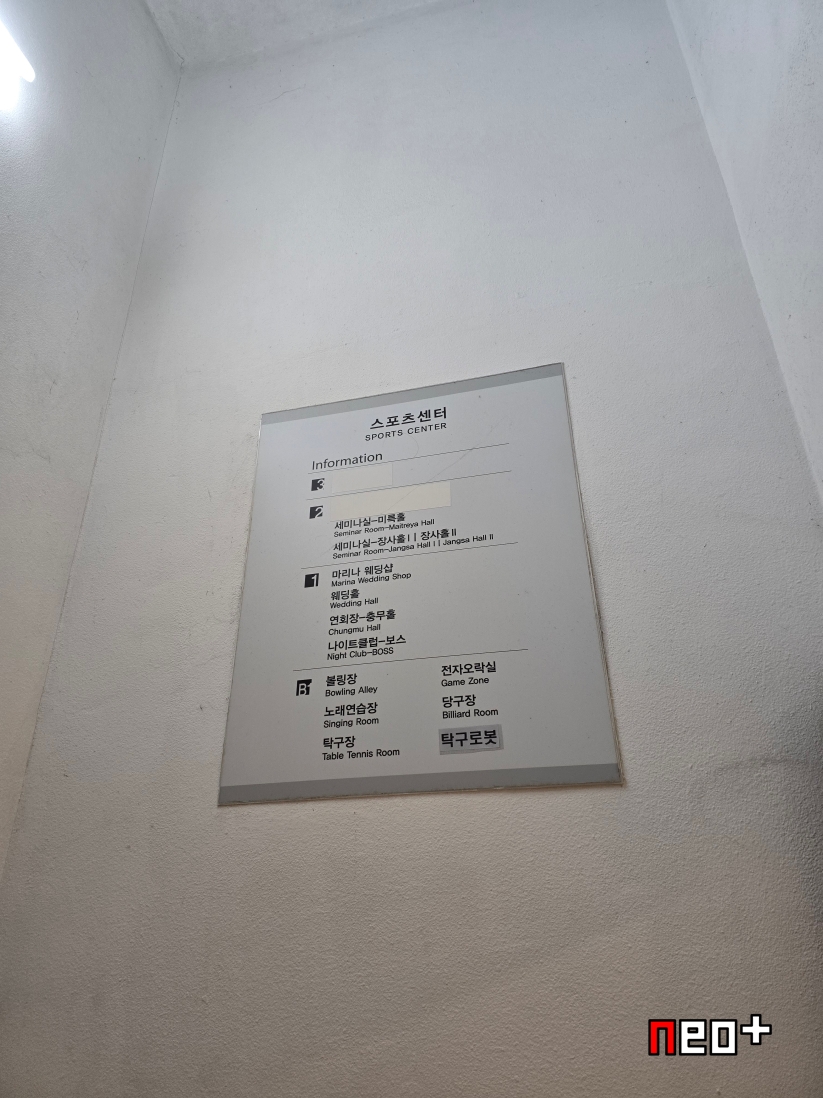 스포츠센터
SPORTS CENTER
Information
3
2
세미나실-미륵홀
Seminar Room-Maitreya Hall
세미나실-장사홀Ⅰ| 장사홀Ⅱ
Seminar Room-Jangsa Hall I | Jangsa Hall II
1
마리나 웨딩샵
Marina Wedding Shop
웨딩홀
Wedding Hall
연회장-충무홀
Chungmu Hall
나이트클럽-보스
Night Club-BOSS
B1
볼링장
Bowling Alley
노래연습장
Singing Room
탁구장
Table Tennis Room
전자오락실
Game Zone
당구장
Billiard Room
탁구로봇
neo+